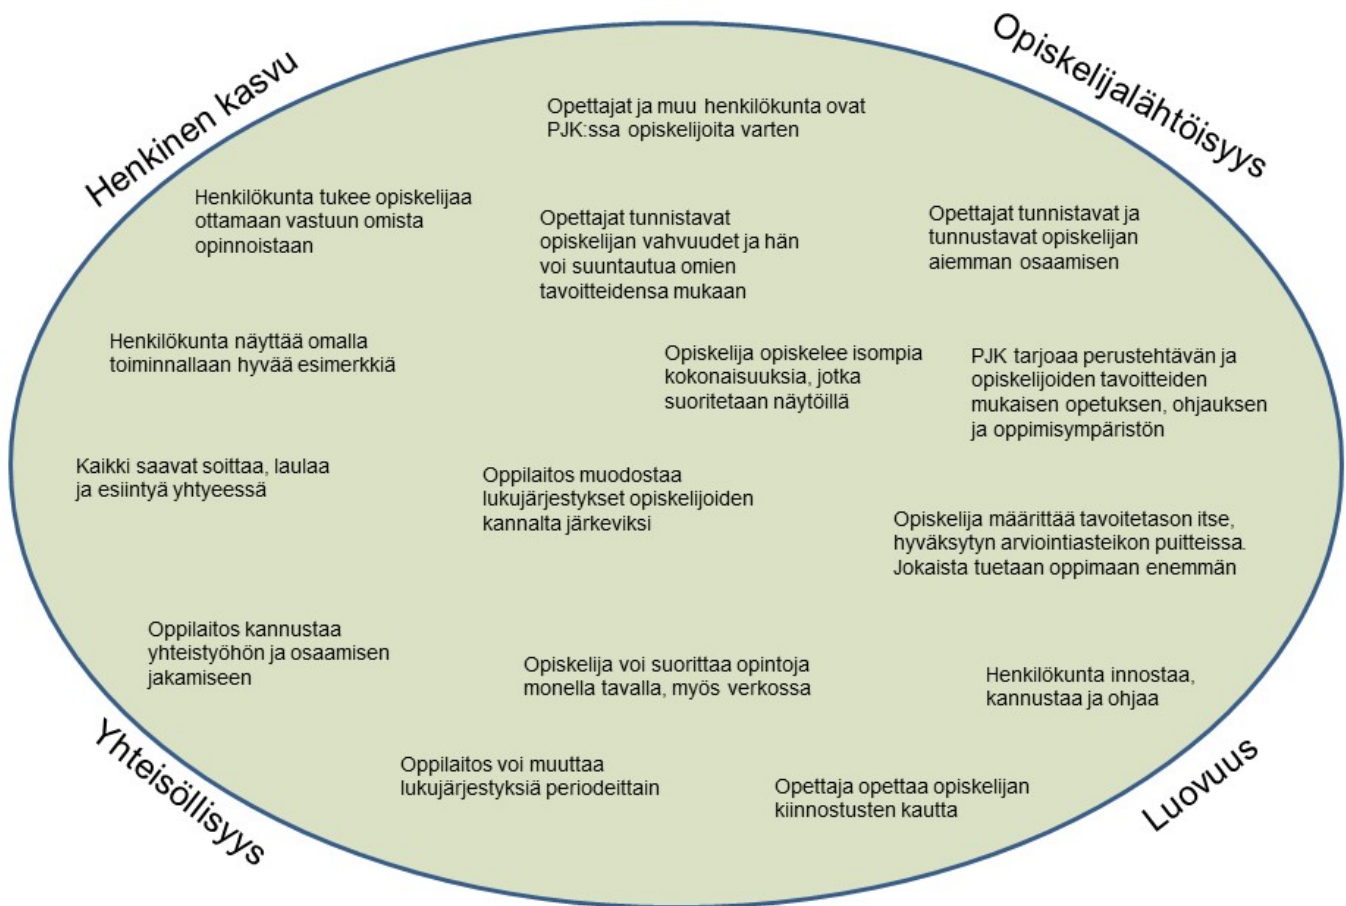 Henkinen kasvu
Opiskelijalähtöisyys
Opettajat ja muu henkilökunta ovat
PJK:ssa opiskelijoita varten
Henkilökunta tukee opiskelijaa
ottamaan vastuun omista
opinnoistaan
Opettajat tunnistavat
opiskelijan vahvuudet ja hän
voi suuntautua omien
tavoitteidensa mukaan
Opettajat tunnistavat ja
tunnustavat opiskelijan
aiemman osaamisen
Henkilökunta näyttää omalla
toiminnallaan hyvää esimerkkiä
Opiskelija opiskelee isompia
kokonaisuuksia, jotka
suoritetaan näytöillä
PJK tarjoaa perustehtävän ja
opiskelijoiden tavoitteiden
mukaisen opetuksen, ohjauksen
ja oppimisympäristön
Kaikki saavat soittaa, laulaa
ja esiintyä yhtyeessä
Oppilaitos muodostaa
lukujärjestykset opiskelijoiden
kannalta järkeviksi
Opiskelija määrittää tavoitetason itse,
hyväksytyn arviointiasteikon puitteissa.
Jokaista tuetaan oppimaan enemmän
Oppilaitos kannustaa
yhteistyöhön ja osaamisen
jakamiseen
Opiskelija voi suorittaa opintoja
monella tavalla, myös verkossa
Henkilökunta innostaa,
kannustaa ja ohjaa
Oppilaitos voi muuttaa
lukujärjestyksiä periodeittain
Opettaja opettaa opiskelijan
kiinnostusten kautta
Yhteisöllisyys
Luovuus